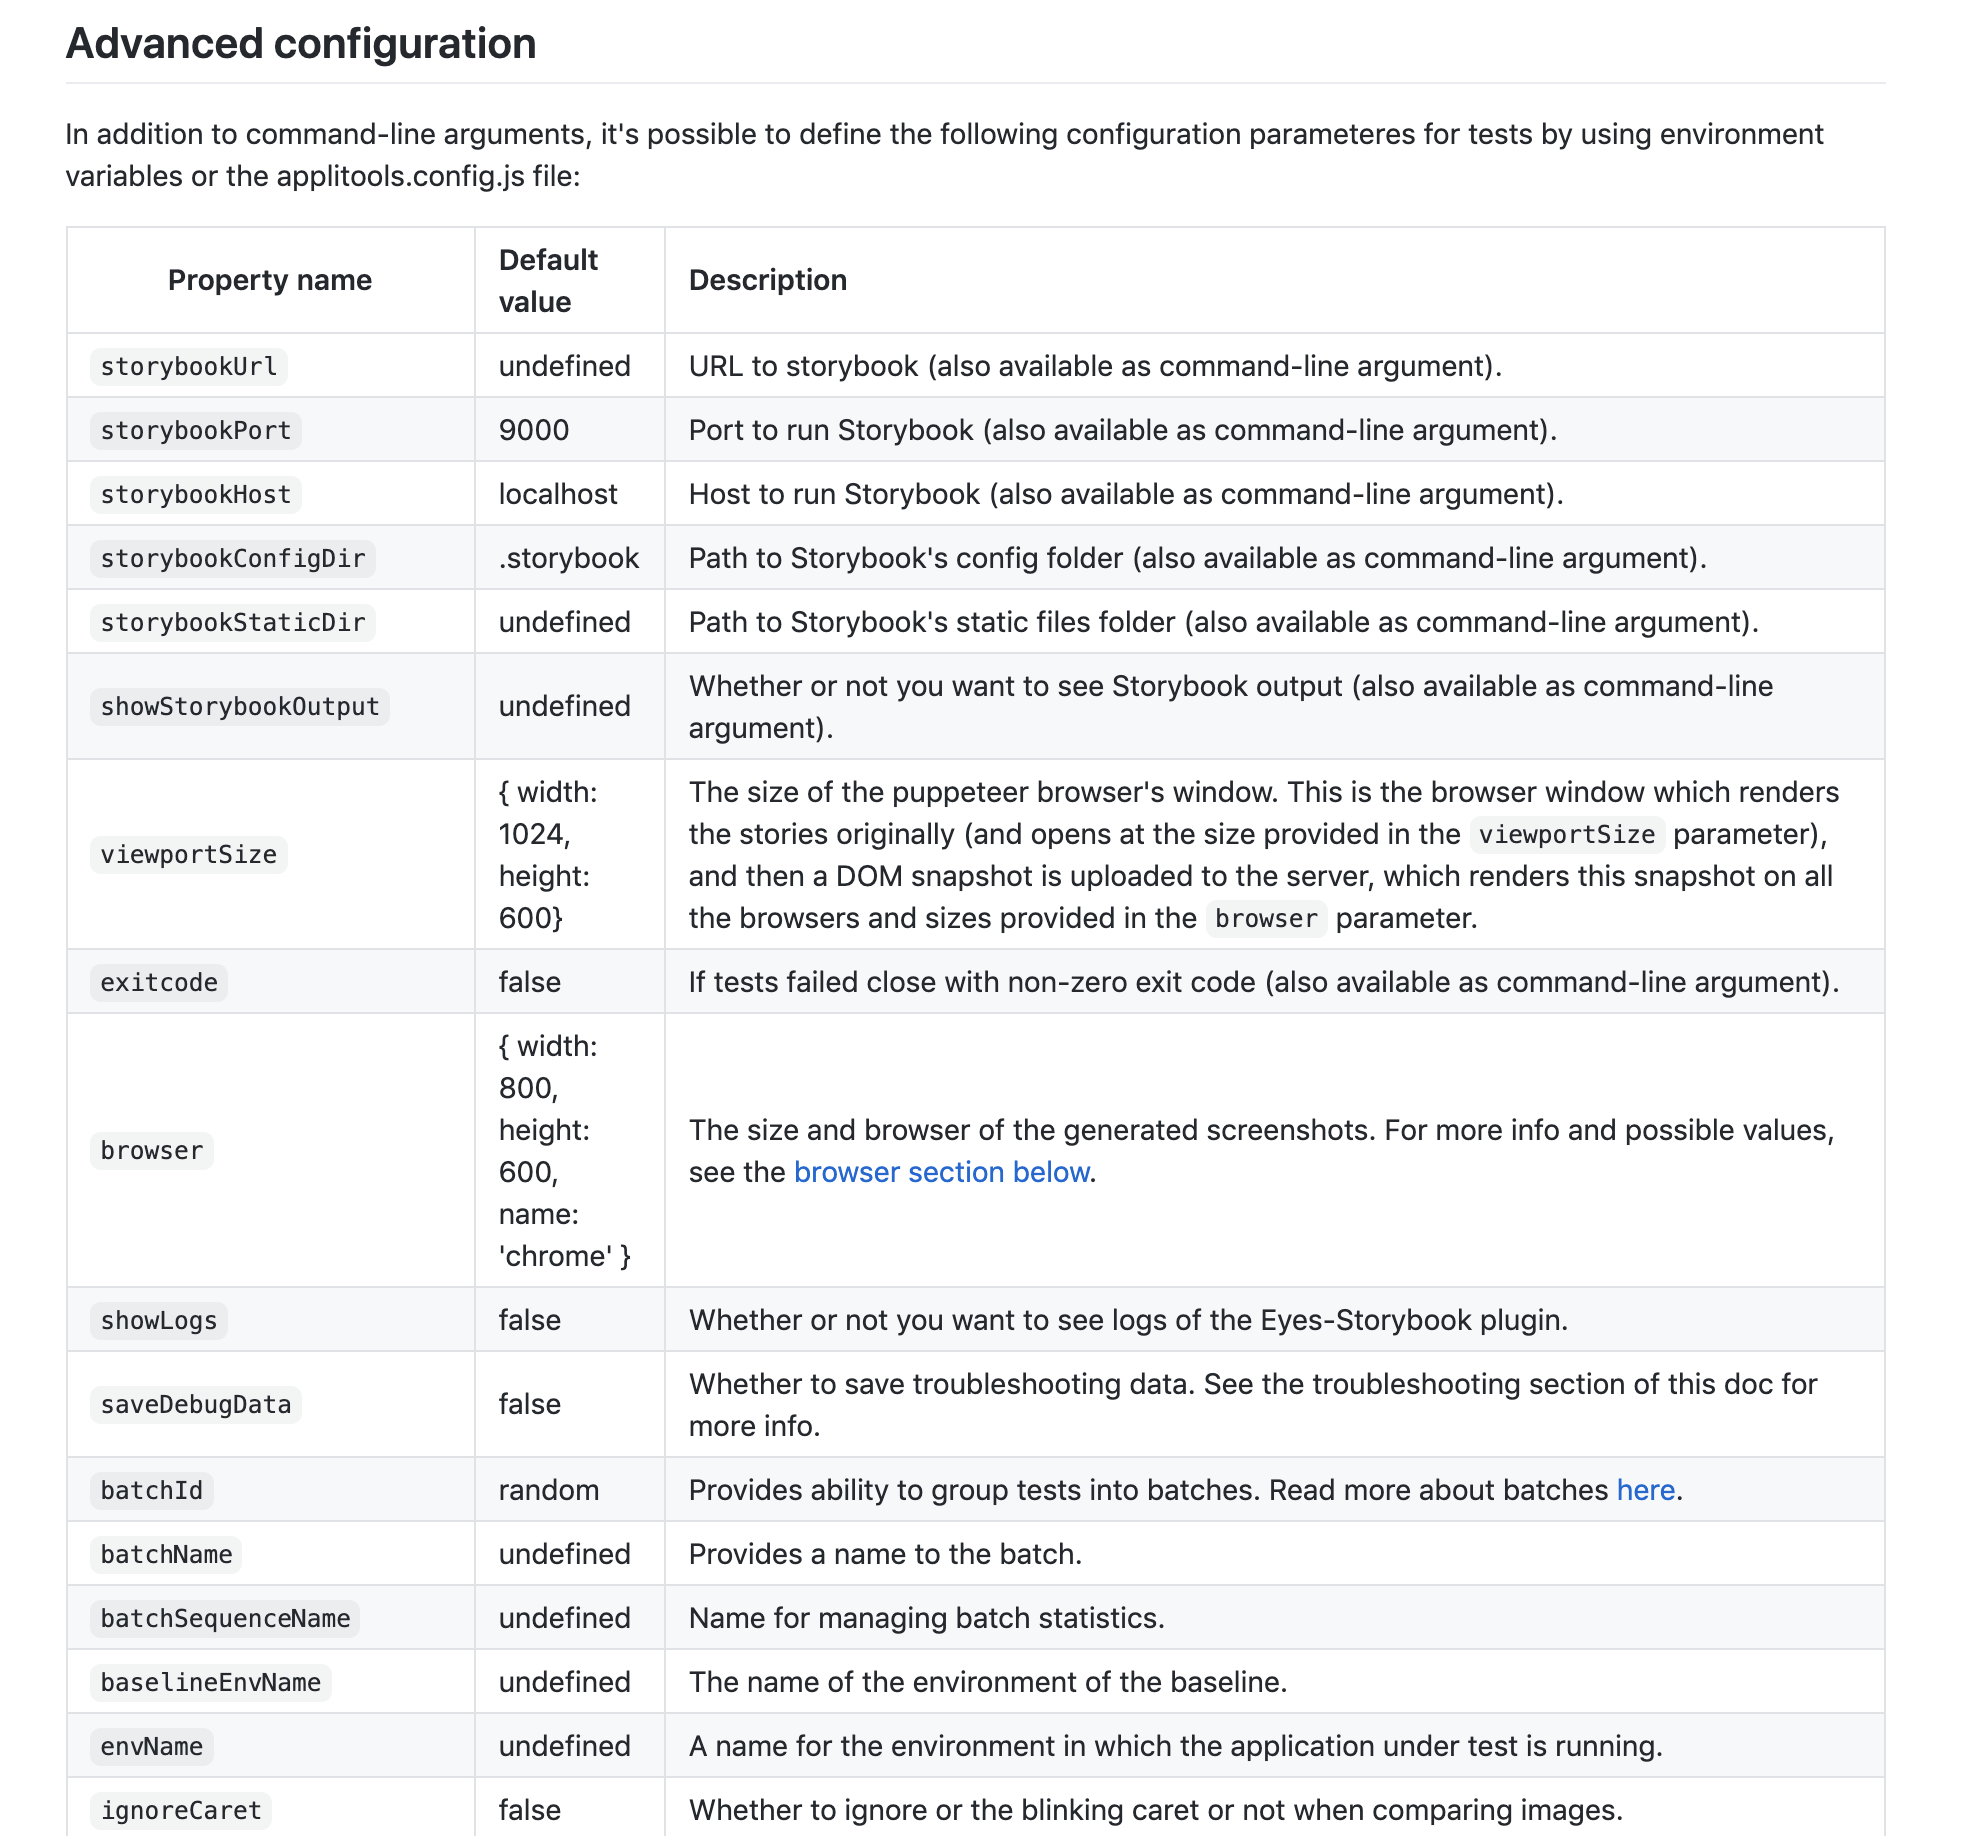 Advanced configuration
In addition to command-line arguments, it's possible to define the following configuration parameteres for tests by using environment
variables or the applitools.config.js file:
Property name
Default
value
Description
storybookUrl
undefined
URL to storybook (also available as command-line argument).
storybookPort
9000
Port to run Storybook (also available as command-line argument).
storybookHost
localhost
Host to run Storybook (also available as command-line argument).
storybookConfigDir
.storybook
Path to Storybook's config folder (also available as command-line argument).
storybookStaticDir
undefined
Path to Storybook's static files folder (also available as command-line argument).
showStorybookOutput
undefined
Whether or not you want to see Storybook output (also available as command-line
argument).
viewportSize
{ width:
1024,
height:
600}
The size of the puppeteer browser's window. This is the browser window which renders
the stories originally (and opens at the size provided in the viewportSize parameter),
and then a DOM snapshot is uploaded to the server, which renders this snapshot on all
the browsers and sizes provided in the browser parameter.
exitcode
false
If tests failed close with non-zero exit code (also available as command-line argument).
browser
{ width:
800,
height:
600,
name:
'chrome' }
The size and browser of the generated screenshots. For more info and possible values,
see the browser section below.
showLogs
false
Whether or not you want to see logs of the Eyes-Storybook plugin.
saveDebugData
false
Whether to save troubleshooting data. See the troubleshooting section of this doc for
more info.
batchId
random
Provides ability to group tests into batches. Read more about batches here.
batchName
undefined
Provides a name to the batch.
batchSequenceName
undefined
Name for managing batch statistics.
baselineEnvName
undefined
The name of the environment of the baseline.
envName
undefined
A name for the environment in which the application under test is running.
ignoreCaret
false
Whether to ignore or the blinking caret or not when comparing images.